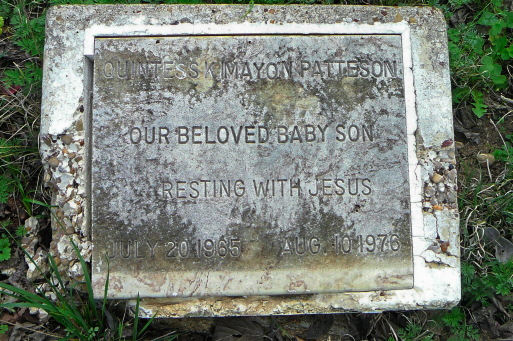 QUINTESS K MAYON PATTESON
OUR BELOVED BABY SON
RESTING WITH JESUS
JULY 20 1965 AUG. 10 1976